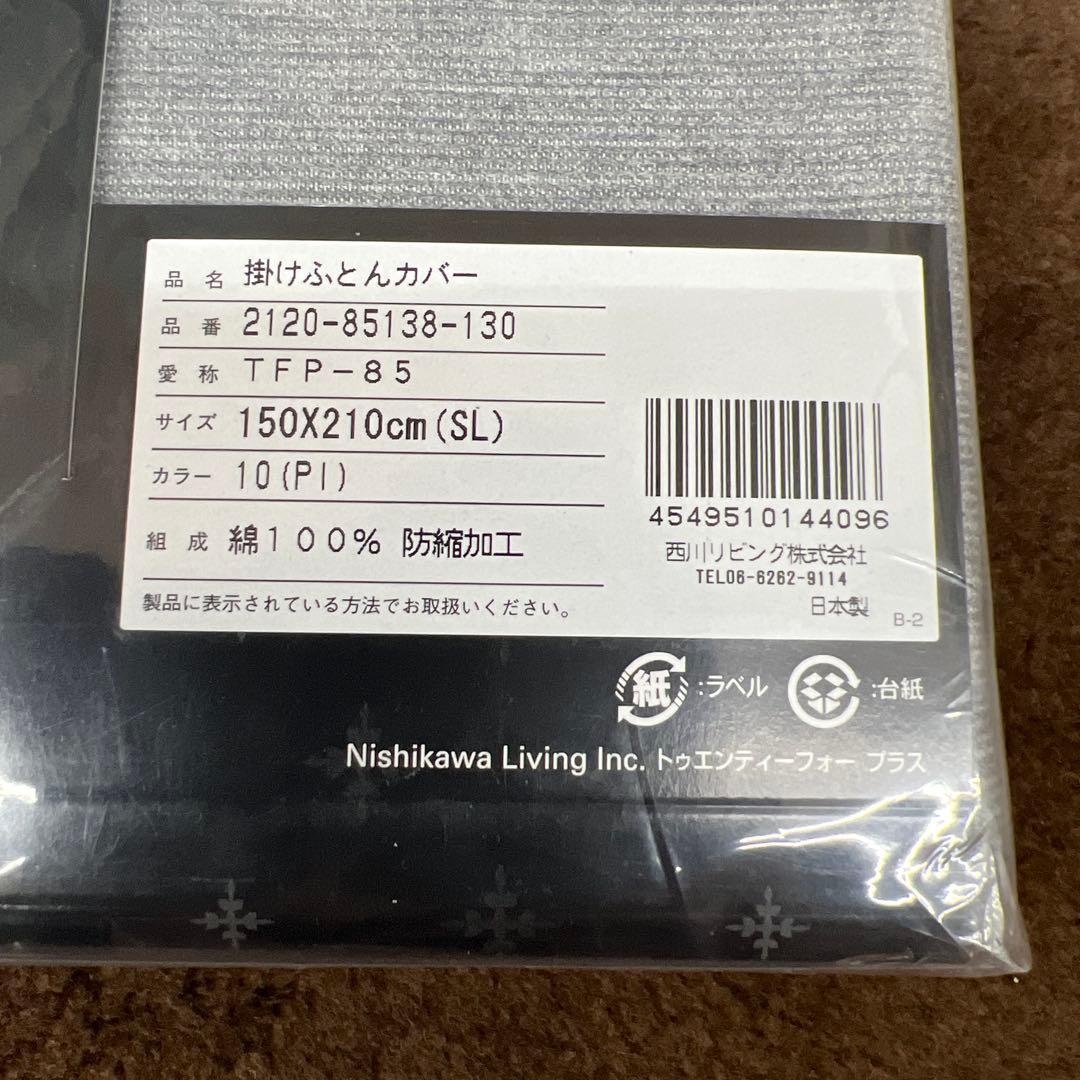 品名 掛けふとんカバー
品番 2120-85138-130
愛称 TFP-85
サイズ 150X210cm(SL)
カラー 10(PI)
組成 綿100% 防縮加工
製品に表示されている方法でお取扱いください。
4549510144096
西川リビング株式会社
TEL06-6262-9114
日本製
B-2
紙 :ラベル :台紙
Nishikawa Living Inc. トゥエンティーフォー プラス